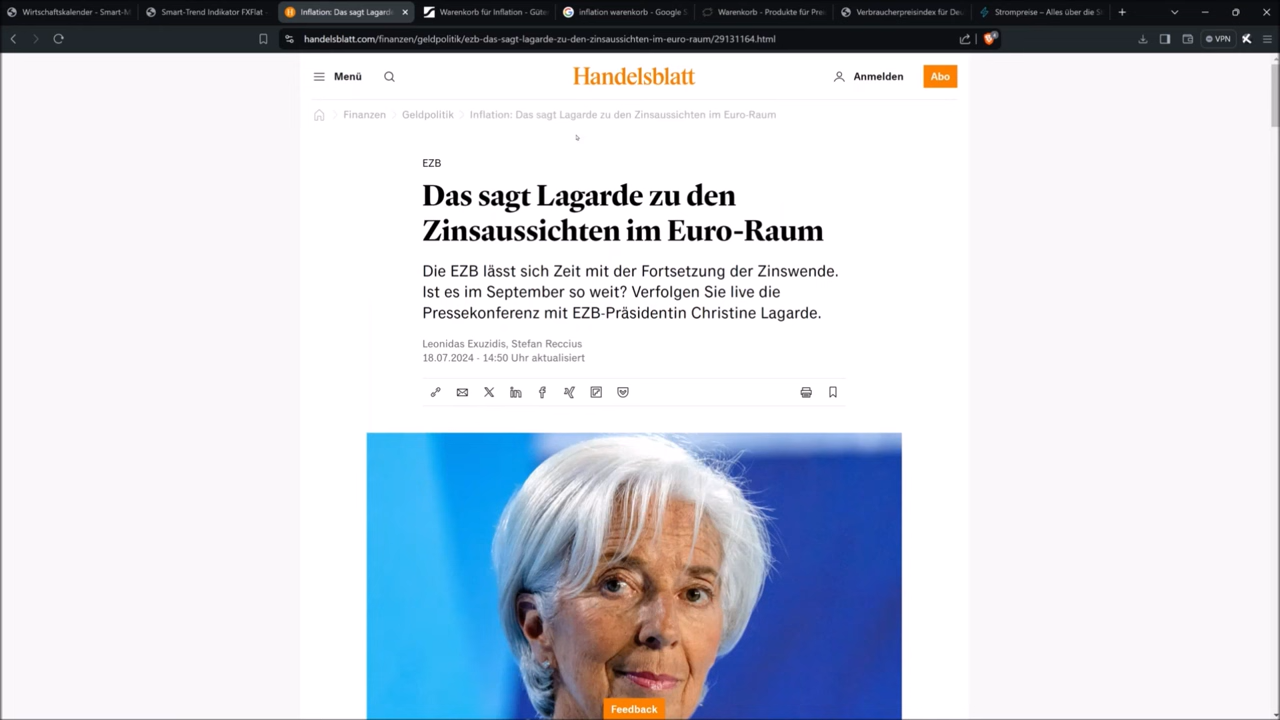 Wirtschaftskalender - Smart-M
Smart-Trend Indikator FXFlat
Inflation: Das sagt Lagarde
Warenkorb für Inflation - Güte
inflation warenkorb - Google S
Warenkorb - Produkte für Pre
Verbraucherpreisindex für Deu
Strompreise – Alles über die St
handelsblatt.com/finanzen/geldpolitik/ezb-das-sagt-lagarde-zu-den-zinsaussichten-im-euro-raum/29131164.html
VPN
Menü
Handelsblatt
Anmelden
Abo
Finanzen
Geldpolitik
Inflation: Das sagt Lagarde zu den Zinsaussichten im Euro-Raum
EZB
Das sagt Lagarde zu den
Zinsaussichten im Euro-Raum
Die EZB lässt sich Zeit mit der Fortsetzung der Zinswende.
Ist es im September so weit? Verfolgen Sie live die
Pressekonferenz mit EZB-Präsidentin Christine Lagarde.
Leonidas Exuzidis, Stefan Reccius
18.07.2024 - 14:50 Uhr aktualisiert
Feedback